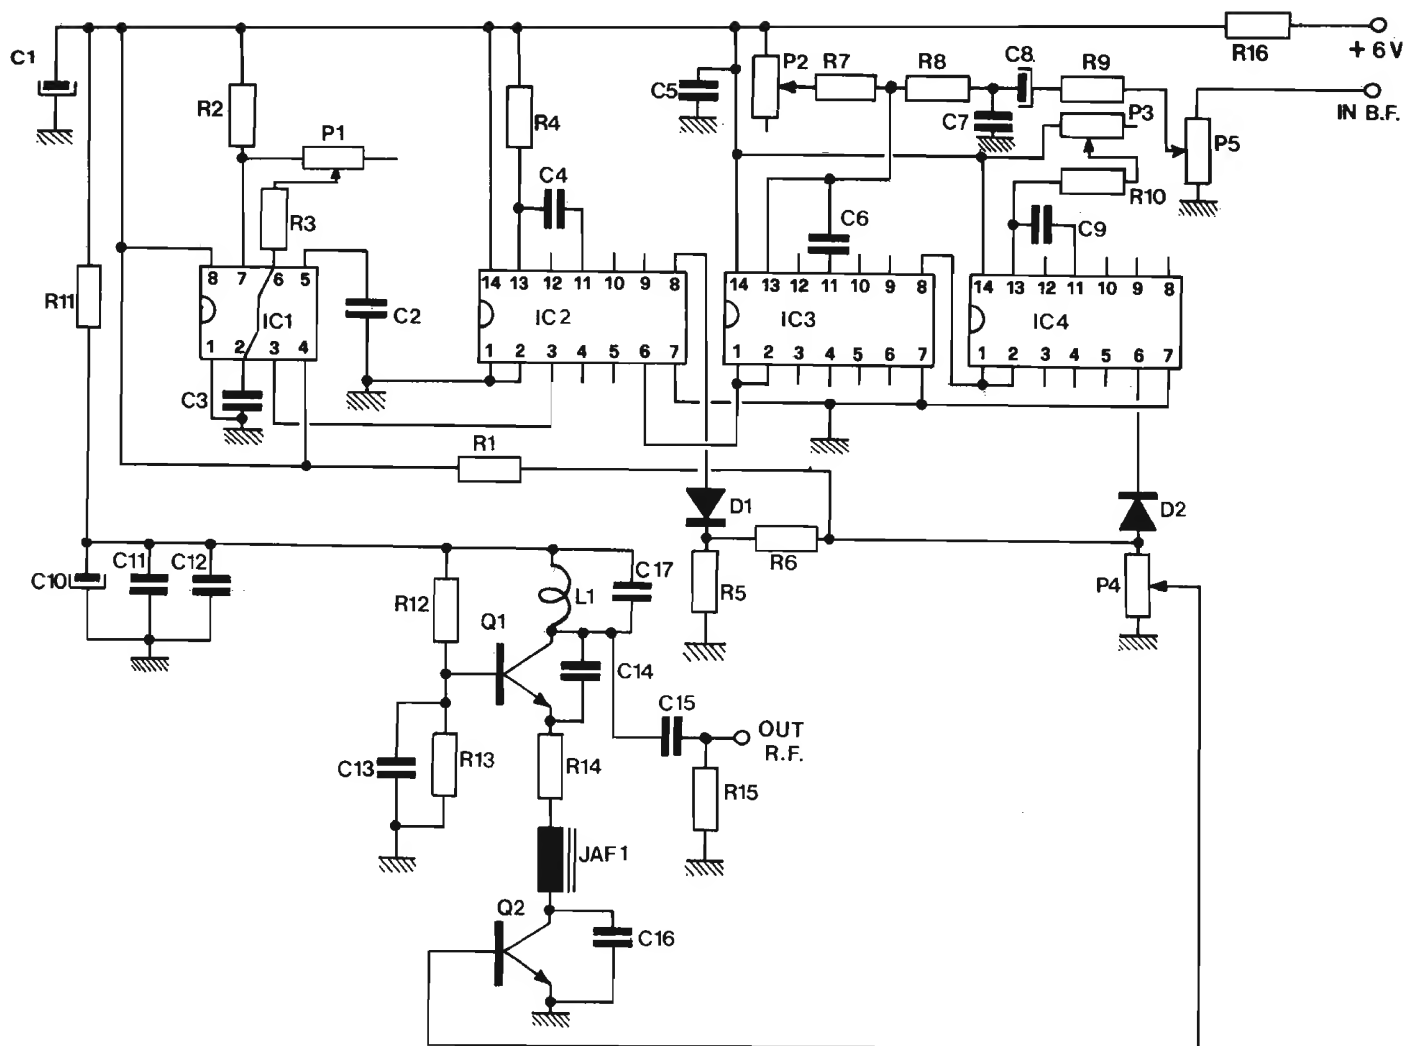 C1
R2
P1
R3
R4
C4
C5
P2
R7
R8
C8.
R9
R16
+ 6 V
IN B.F.
C7
P3
P5
R10
C6
C9
R11
8 7 6 5
IC1
1 2 3 4
C2
C3
14 13 12 11 10 9 8
IC2
1 2 3 4 5 6 7
14 13 12 11 10 9 8
IC3
1 2 3 4 5 6 7
14 13 12 11 10 9 8
IC4
1 2 3 4 5 6 7
R1
D1
D2
R6
R5
P4
C10
C11
C12
R12
Q1
L1
C17
C14
C15
OUT
R.F.
C13
R13
R14
R15
JAF1
Q2
C16